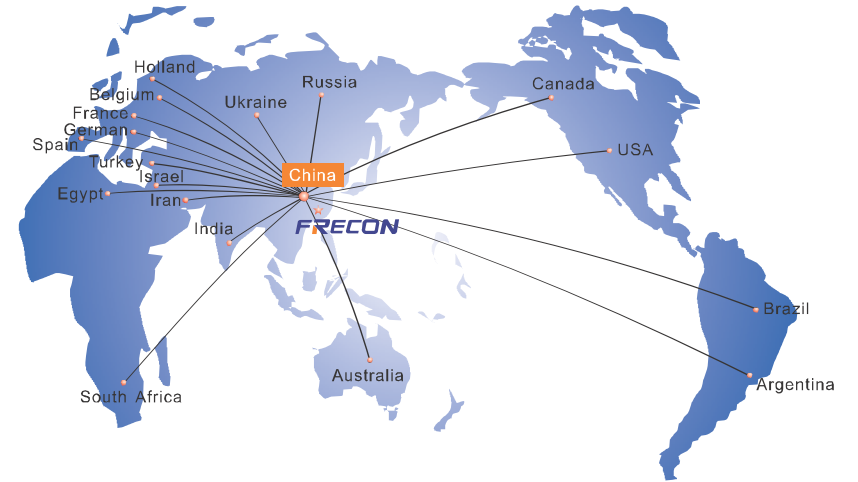 Holland
Russia
Canada
Belgium
Ukraine
France
German
Spain
USA
Turkey
Israel
China
Egypt
Iran
India
FRECON
Brazil
Australia
Argentina
South Africa